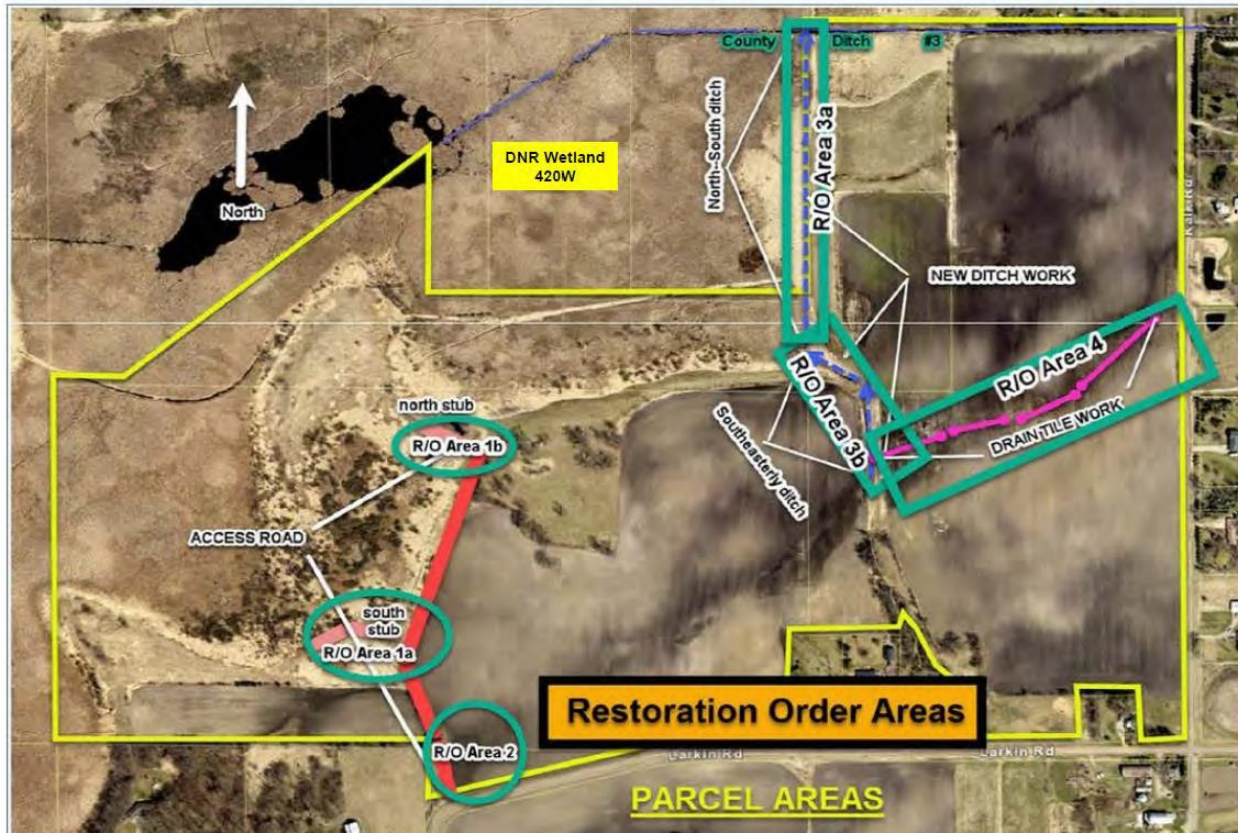 County Ditch #3
North--South ditch
R/O Area 3a
DNR Wetland
420W
North
NEW DITCH WORK
R/O Area 4
R/O Area 3b
DRAIN TILE WORK
Southeasterly ditch
north stub
R/O Area 1b
ACCESS ROAD
south
stub
R/O Area 1a
Restoration Order Areas
R/O Area 2
Larkin Rd
Larkin Rd
PARCEL AREAS